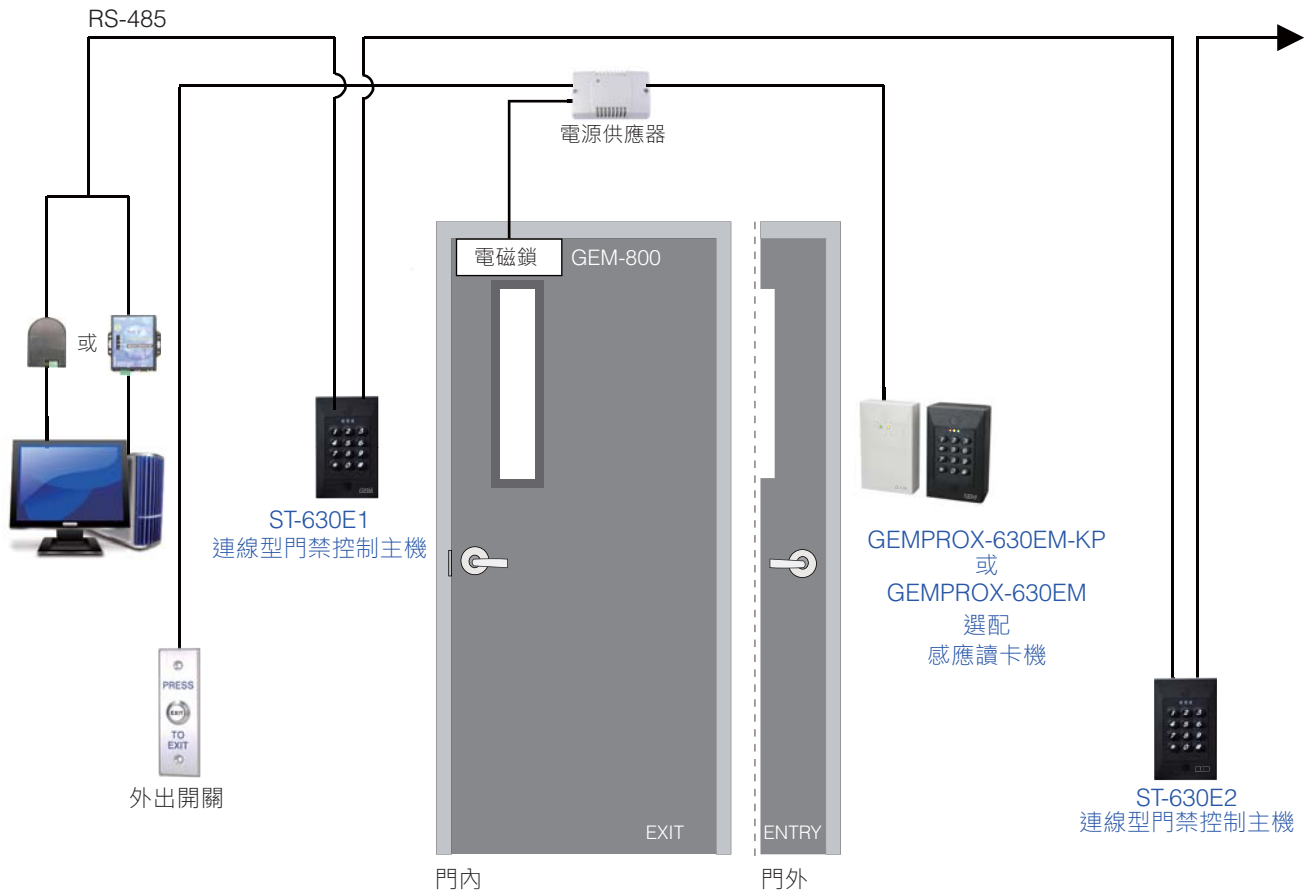 RS-485
電源供應器
電磁鎖
GEM-800
或
ST-630E1
連線型門禁控制主機
GEMPROX-630EM-KP
或
GEMPROX-630EM
選配
感應讀卡機
PRESS
EXIT
TO
EXIT
外出開關
ST-630E2
連線型門禁控制主機
EXIT
ENTRY
門內
門外